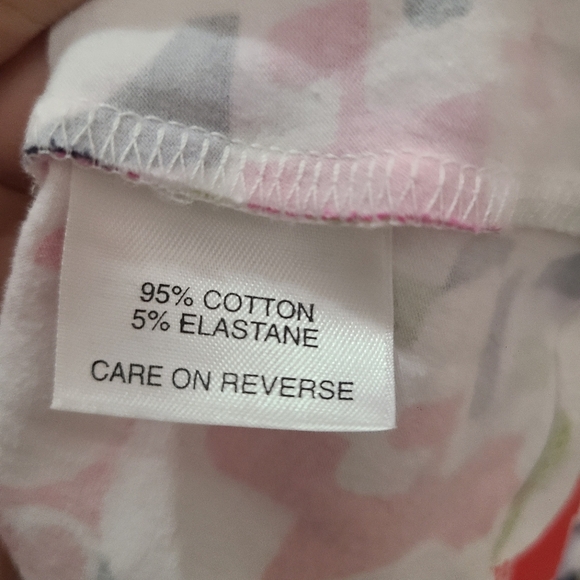 95% COTTON
5% ELASTANE
CARE ON REVERSE